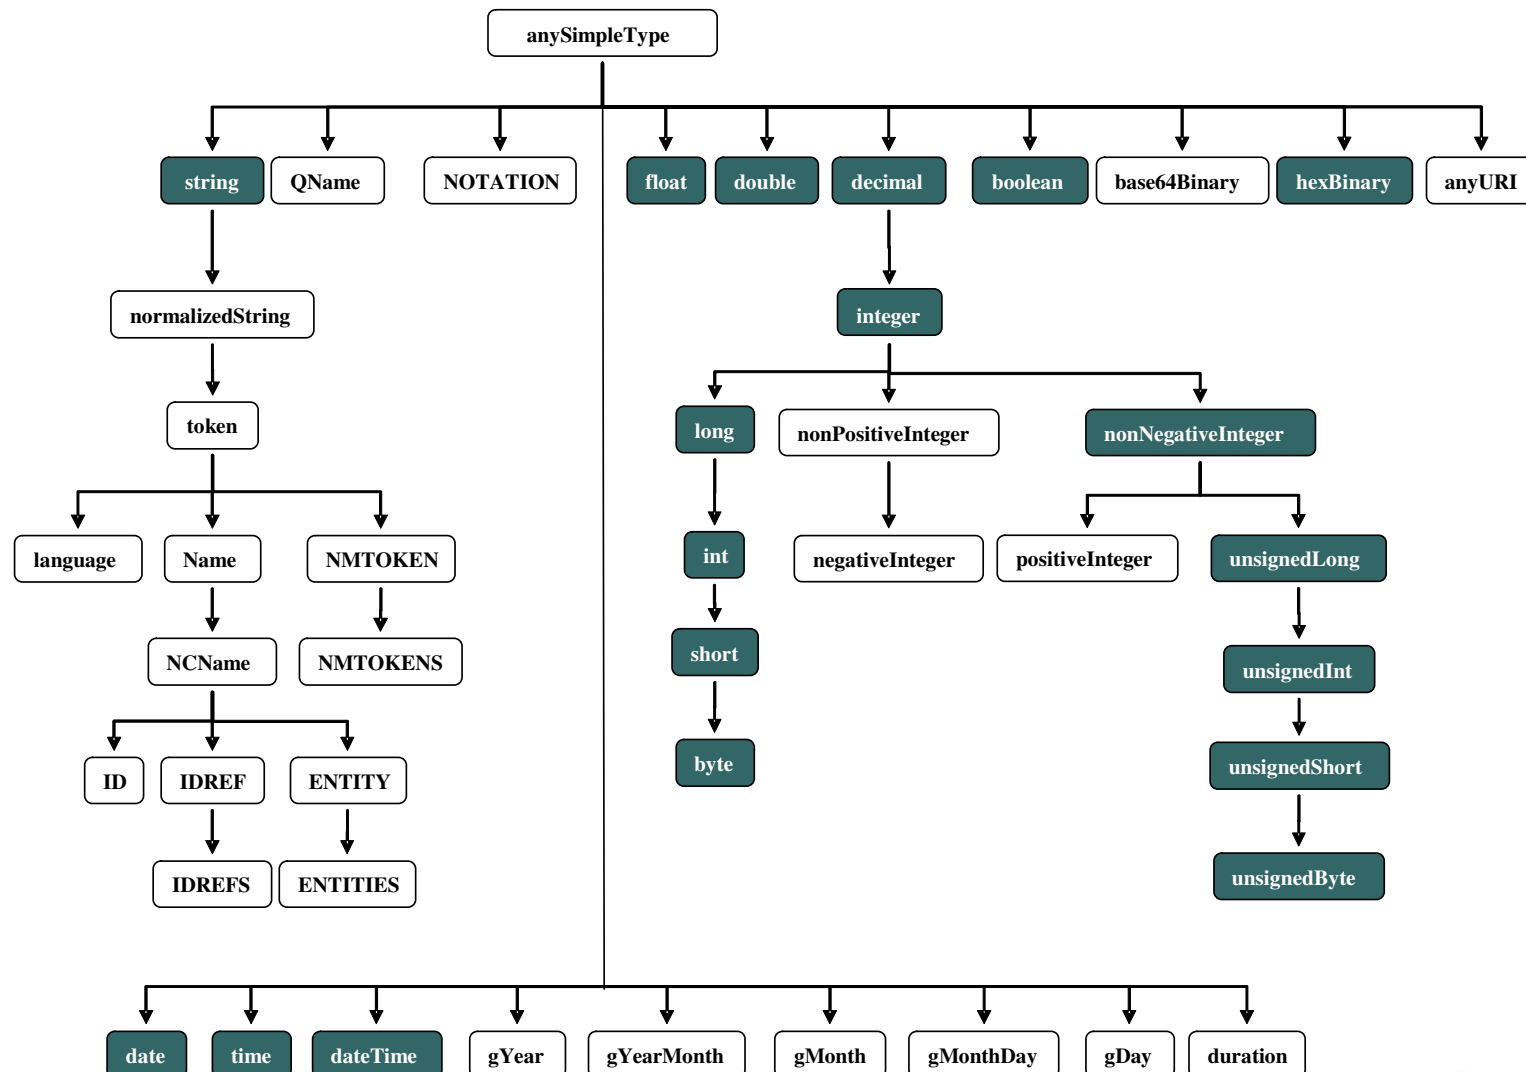 anySimpleType
string
QName
NOTATION
float
double
decimal
boolean
base64Binary
hexBinary
anyURI
normalizedString
integer
token
long
nonPositiveInteger
nonNegativeInteger
language
Name
NMTOKEN
int
negativeInteger
positiveInteger
unsignedLong
NCName
NMTOKENS
short
unsignedInt
ID
IDREF
ENTITY
byte
unsignedShort
IDREFS
ENTITIES
unsignedByte
date
time
dateTime
gYear
gYearMonth
gMonth
gMonthDay
gDay
duration